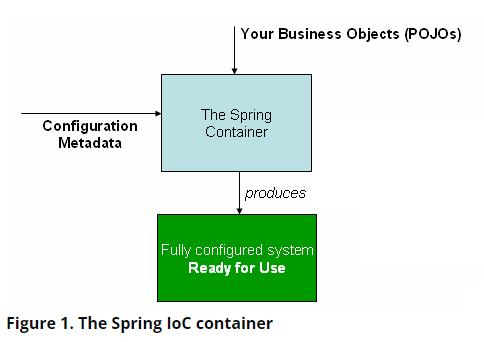 Your Business Objects (POJOs)
The Spring
Container
Configuration
Metadata
produces
Fully configured system
Ready for Use
Figure 1. The Spring IoC container